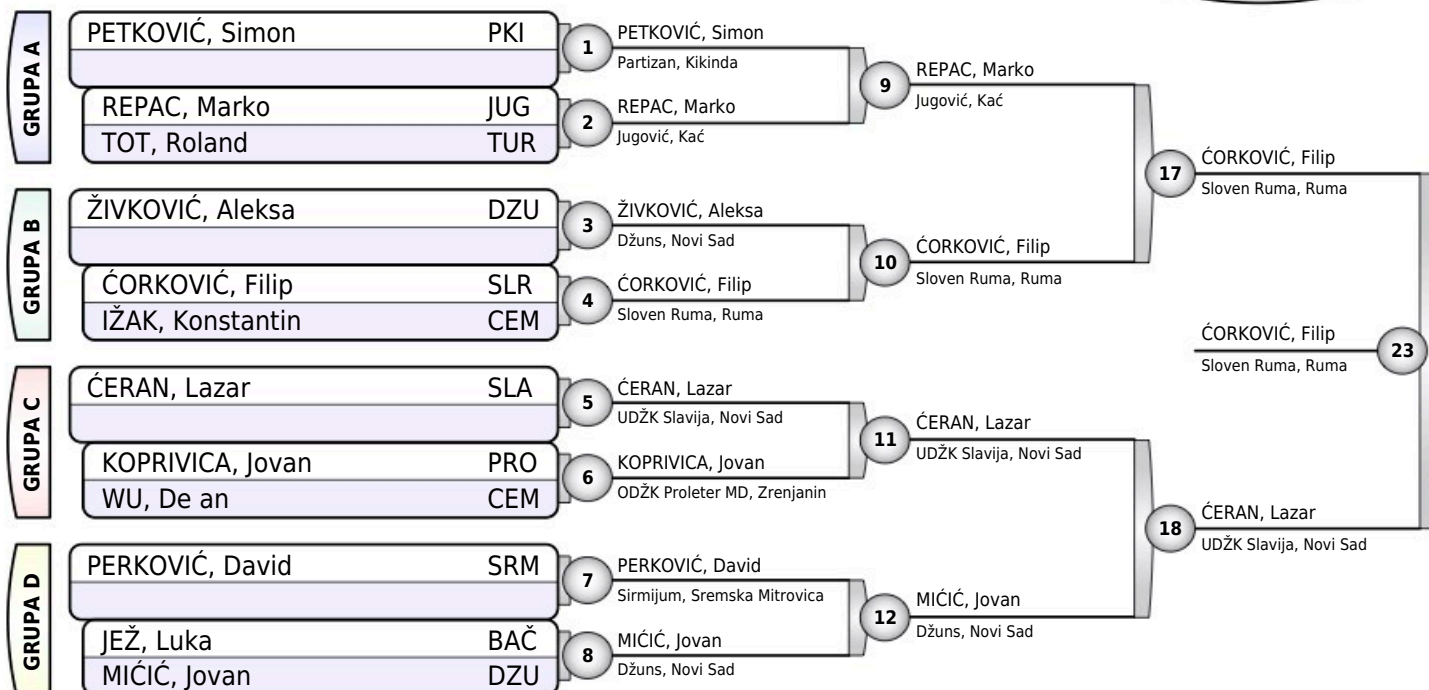 GRUPA A
PETKOVIĆ, Simon PKI
REPAC, Marko JUG
TOT, Roland TUR
1
PETKOVIĆ, Simon
Partizan, Kikinda
2
REPAC, Marko
Jugović, Kać
9
REPAC, Marko
Jugović, Kać
GRUPA B
ŽIVKOVIĆ, Aleksa DZU
ĆORKOVIĆ, Filip SLR
IŽAK, Konstantin CEM
3
ŽIVKOVIĆ, Aleksa
Džuns, Novi Sad
4
ĆORKOVIĆ, Filip
Sloven Ruma, Ruma
10
ĆORKOVIĆ, Filip
Sloven Ruma, Ruma
17
ĆORKOVIĆ, Filip
Sloven Ruma, Ruma
GRUPA C
ĆERAN, Lazar SLA
KOPRIVICA, Jovan PRO
WU, De an CEM
5
ĆERAN, Lazar
UDŽK Slavija, Novi Sad
6
KOPRIVICA, Jovan
ODŽK Proleter MD, Zrenjanin
11
ĆERAN, Lazar
UDŽK Slavija, Novi Sad
GRUPA D
PERKOVIĆ, David SRM
JEŽ, Luka BAČ
MIĆIĆ, Jovan DZU
7
PERKOVIĆ, David
Sirmijum, Sremska Mitrovica
8
MIĆIĆ, Jovan
Džuns, Novi Sad
12
MIĆIĆ, Jovan
Džuns, Novi Sad
18
ĆERAN, Lazar
UDŽK Slavija, Novi Sad
ĆORKOVIĆ, Filip
Sloven Ruma, Ruma
23